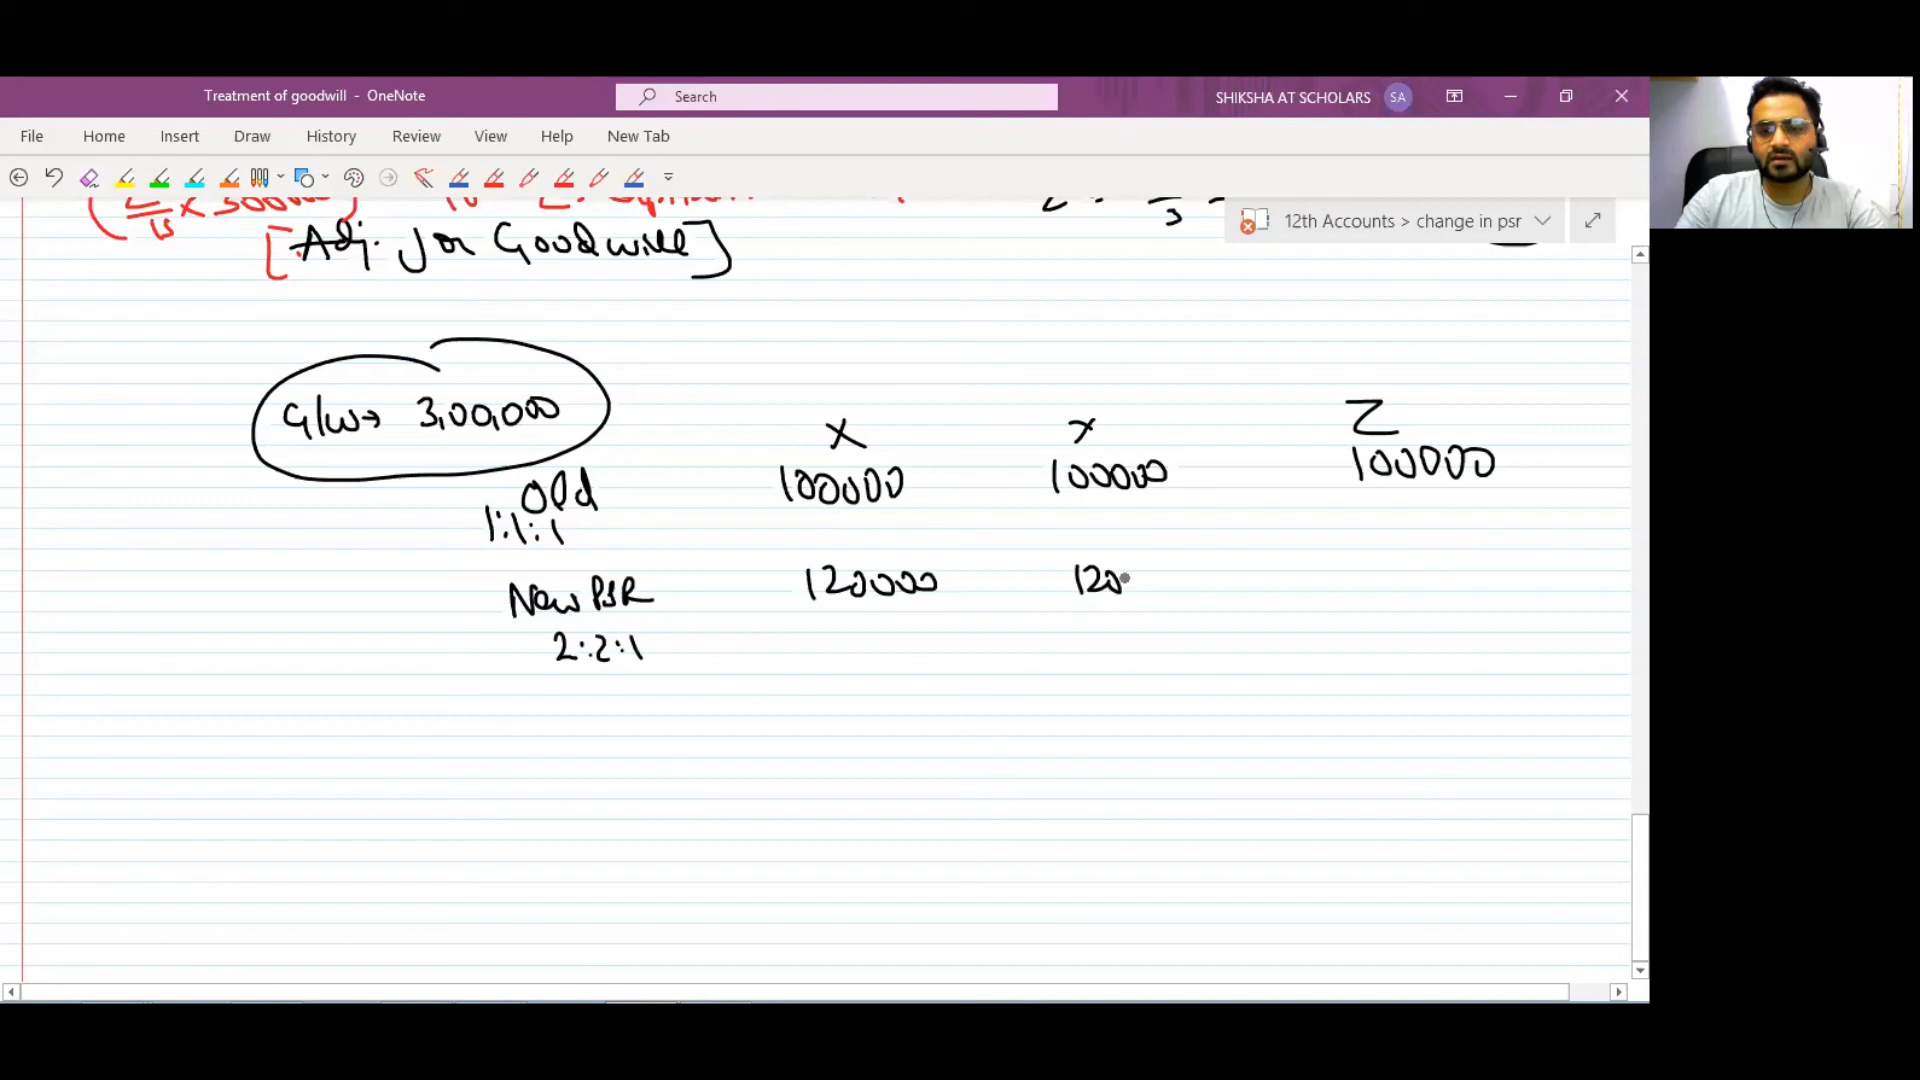 Treatment of goodwill - OneNote
Search
SHIKSHA AT SCHOLARS SA
File Home Insert Draw History Review View Help New Tab
12th Accounts > change in psr
[Adj. for Goodwill]
G/W→ 3,00,000
X x Z
Old 100000 100000 100000
1:1:1
New PSR 120000 120
2:2:1